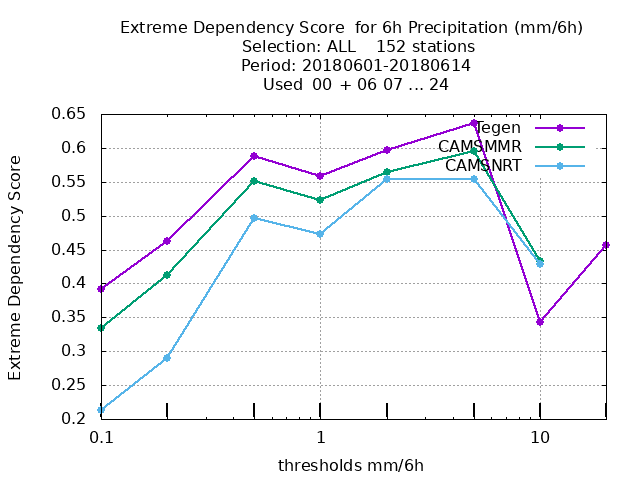 Extreme Dependency Score  for 6h Precipitation (mm/6h)
Selection: ALL    152 stations
Period: 20180601-20180614
Used  00 + 06 07 ... 24
Extreme Dependency Score
0.65
0.6
0.55
0.5
0.45
0.4
0.35
0.3
0.25
0.2
Tegen
CAMSMMR
CAMSNRT
0.1
1
10
thresholds mm/6h